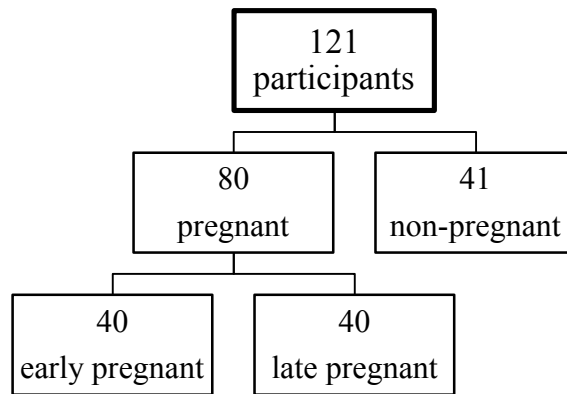 121
participants
80
pregnant
41
non-pregnant
40
early pregnant
40
late pregnant